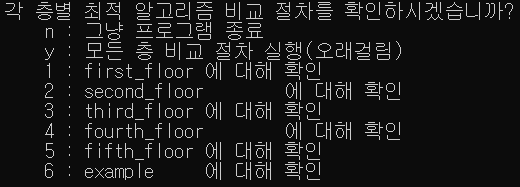 각 층별 최적 알고리즘 비교 절차를 확인하시겠습니까?
n : 그냥 프로그램 종료
y : 모든 층 비교 절차 실행(오래걸림)
1 : first_floor 에 대해 확인
2 : second_floor 에 대해 확인
3 : third_floor 에 대해 확인
4 : fourth_floor 에 대해 확인
5 : fifth_floor 에 대해 확인
6 : example 에 대해 확인